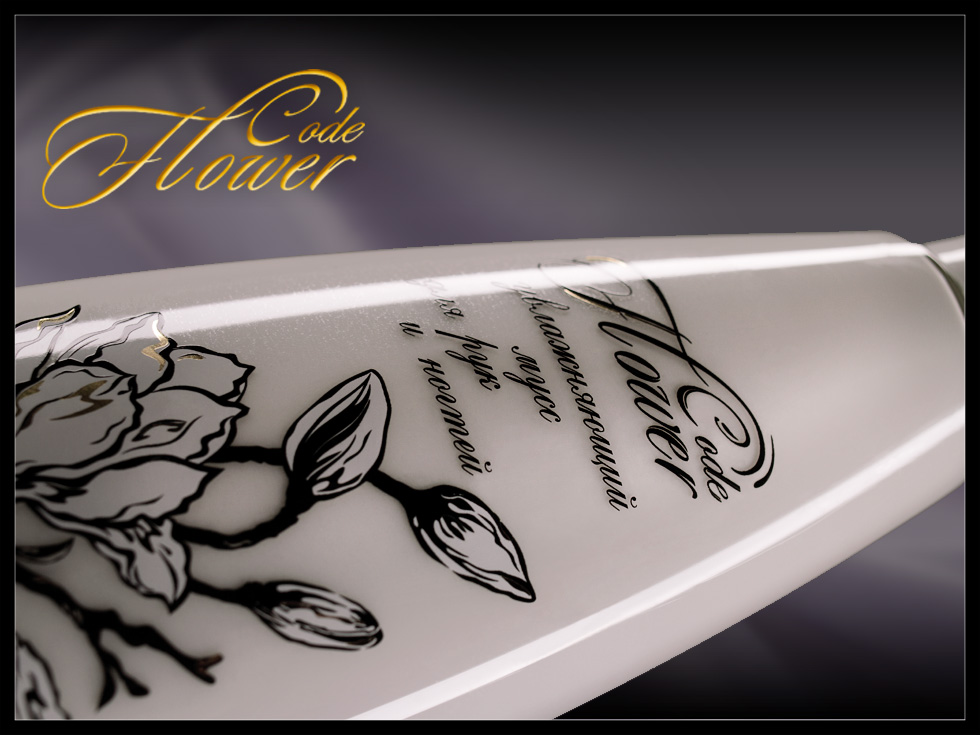 Flower Code
Flower Code
увлажняющий
мусс
для рук
и ногтей